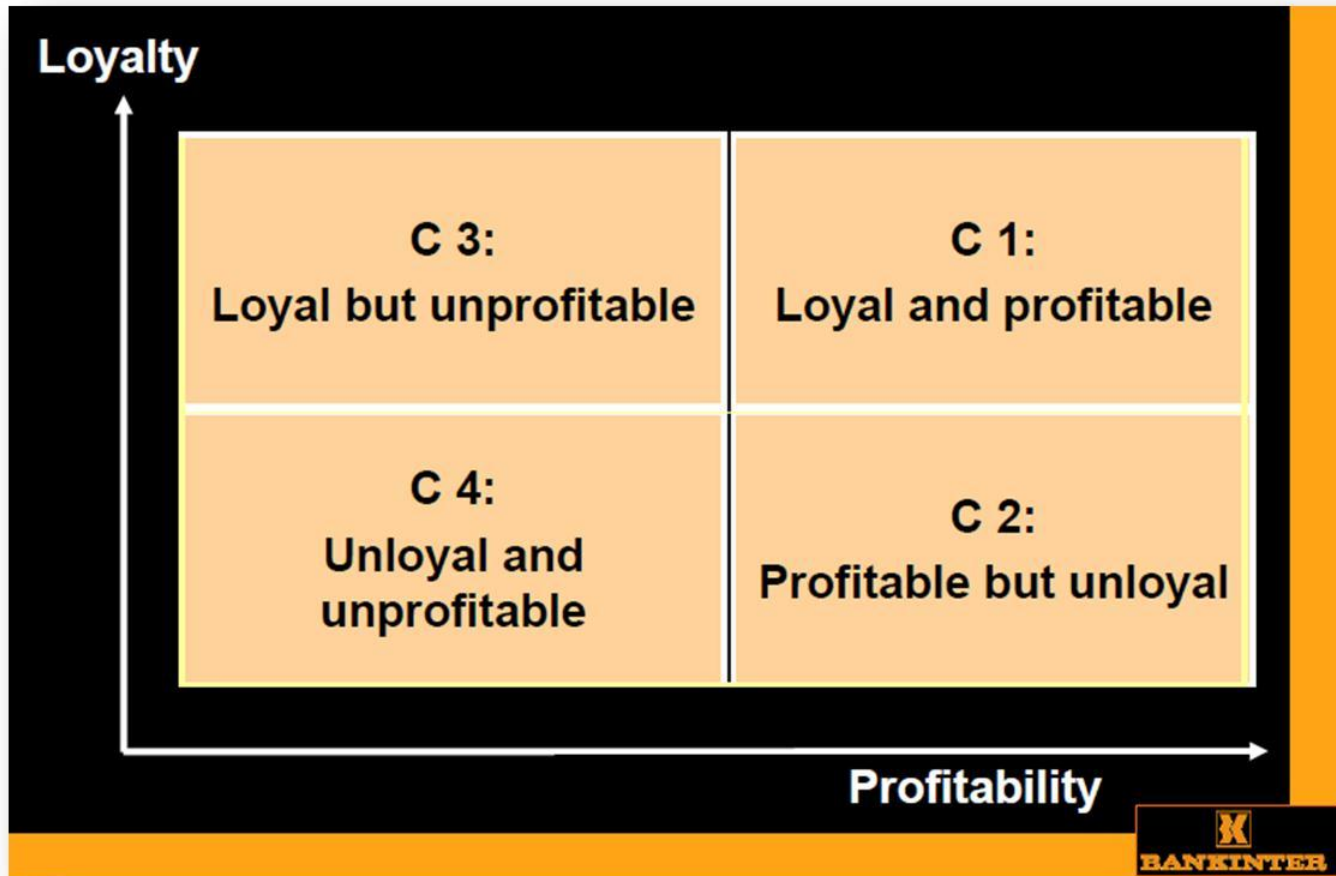 Loyalty
C 3:
Loyal but unprofitable
C 1:
Loyal and profitable
C 4:
Unloyal and
unprofitable
C 2:
Profitable but unloyal
Profitability
BANKINTER